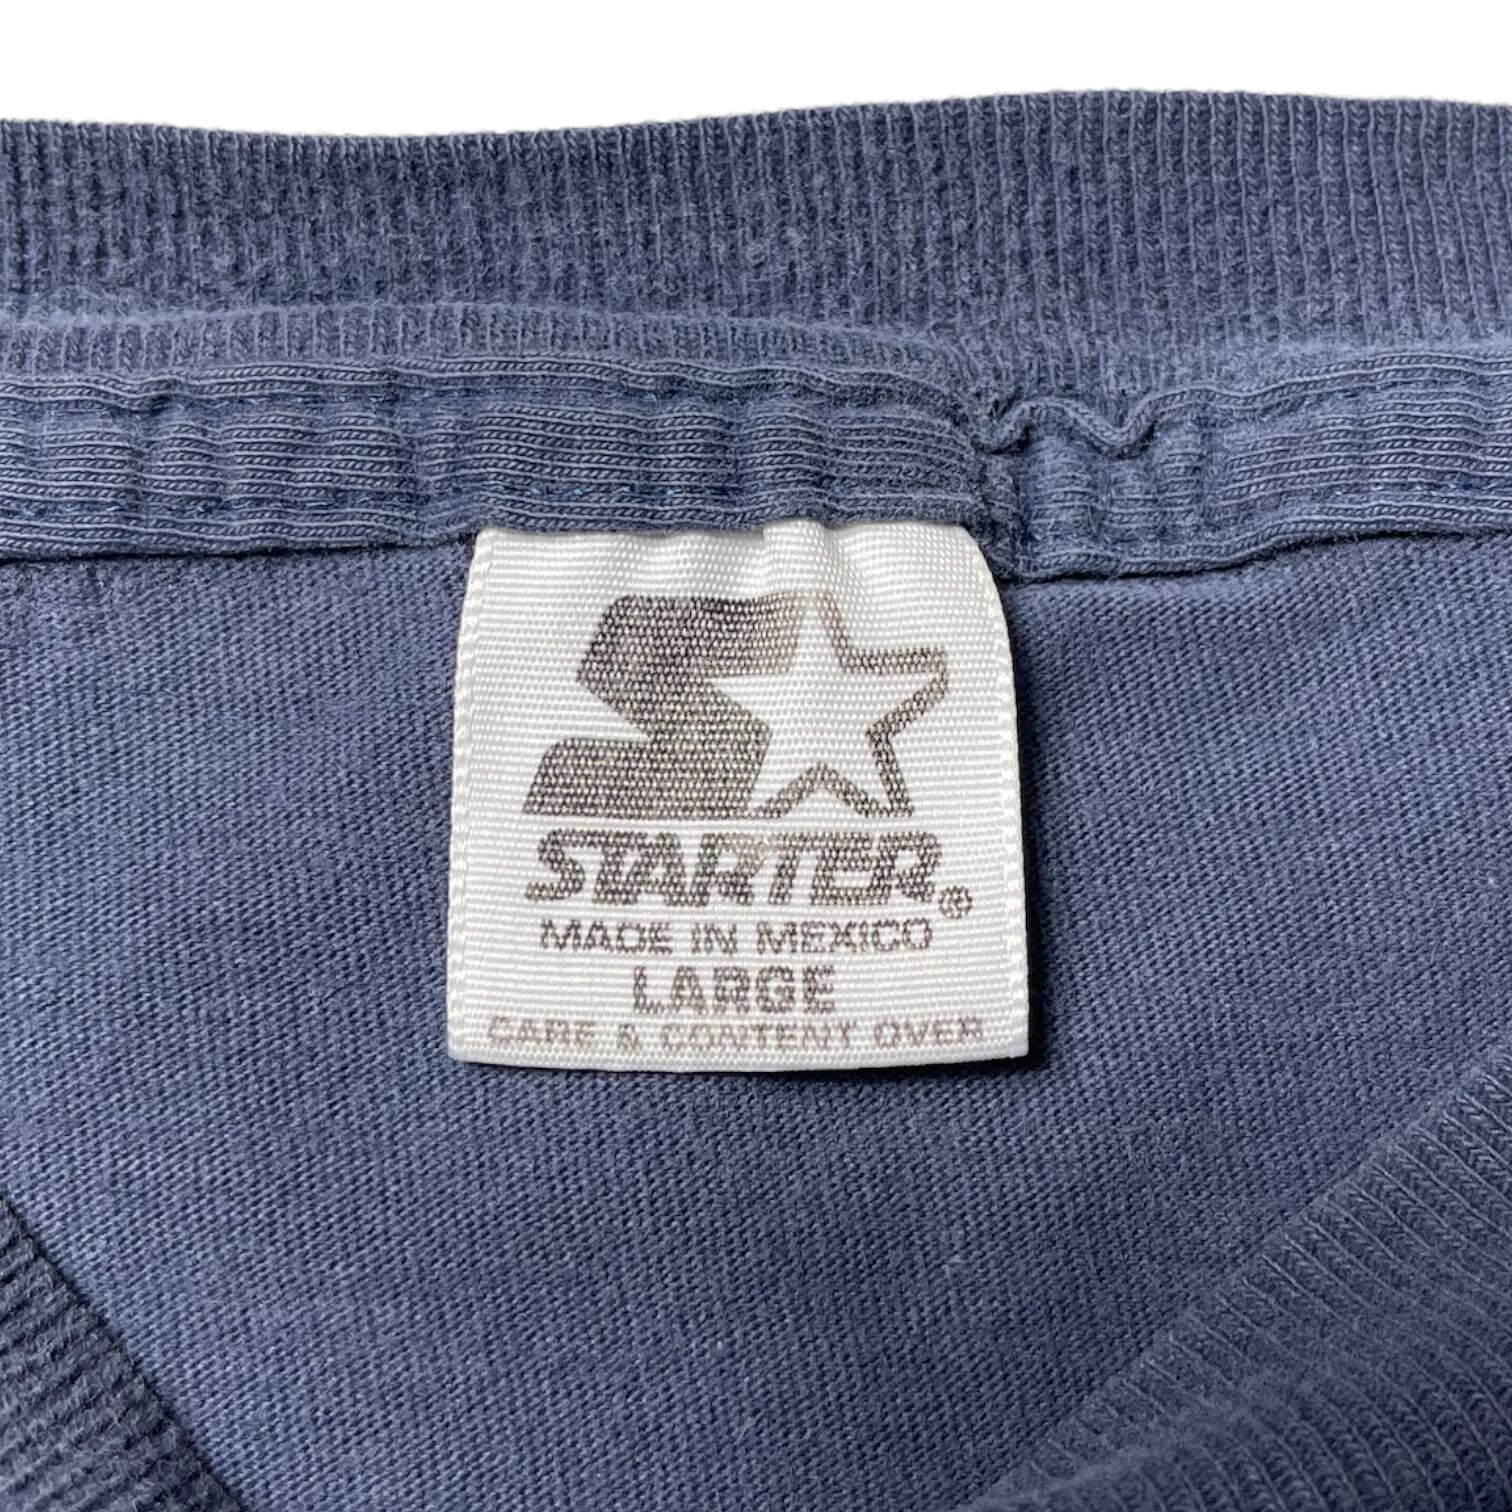 STARTER®
MADE IN MEXICO
LARGE
CARE & CONTENT OVER